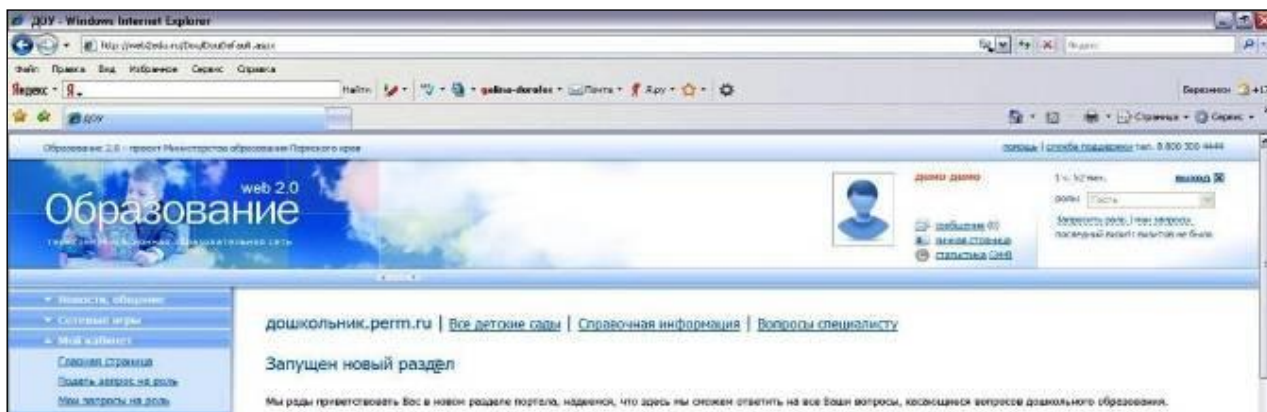 ДОУ - Windows Internet Explorer
Файл Правка Вид Избранное Сервис Справка
Яндекс Я. Найти galina-dorofee Почта Я.ру
ДОУ Страница Сервис
Образование 2.0 - проект Министерства образования Пермского края помощь | служба поддержки тел. 8 800 300 4444
web 2.0
Образование
демо демо выход
роль: Гость
Запросить роль | мои запросы
сообщения (0) последний визит: визитов не было
личная страница
статистика СМВ
Новости, общение
Сетевые игры
Мой кабинет
дошкольник.perm.ru | Все детские сады | Справочная информация | Вопросы специалисту
Главная страница
Запущен новый раздел
Подать запрос на роль
Мои запросы на роль
Мы рады приветствовать Вас в новом разделе портала, надеемся, что здесь мы сможем ответить на все Ваши вопросы, касающиеся вопросов дошкольного образования.